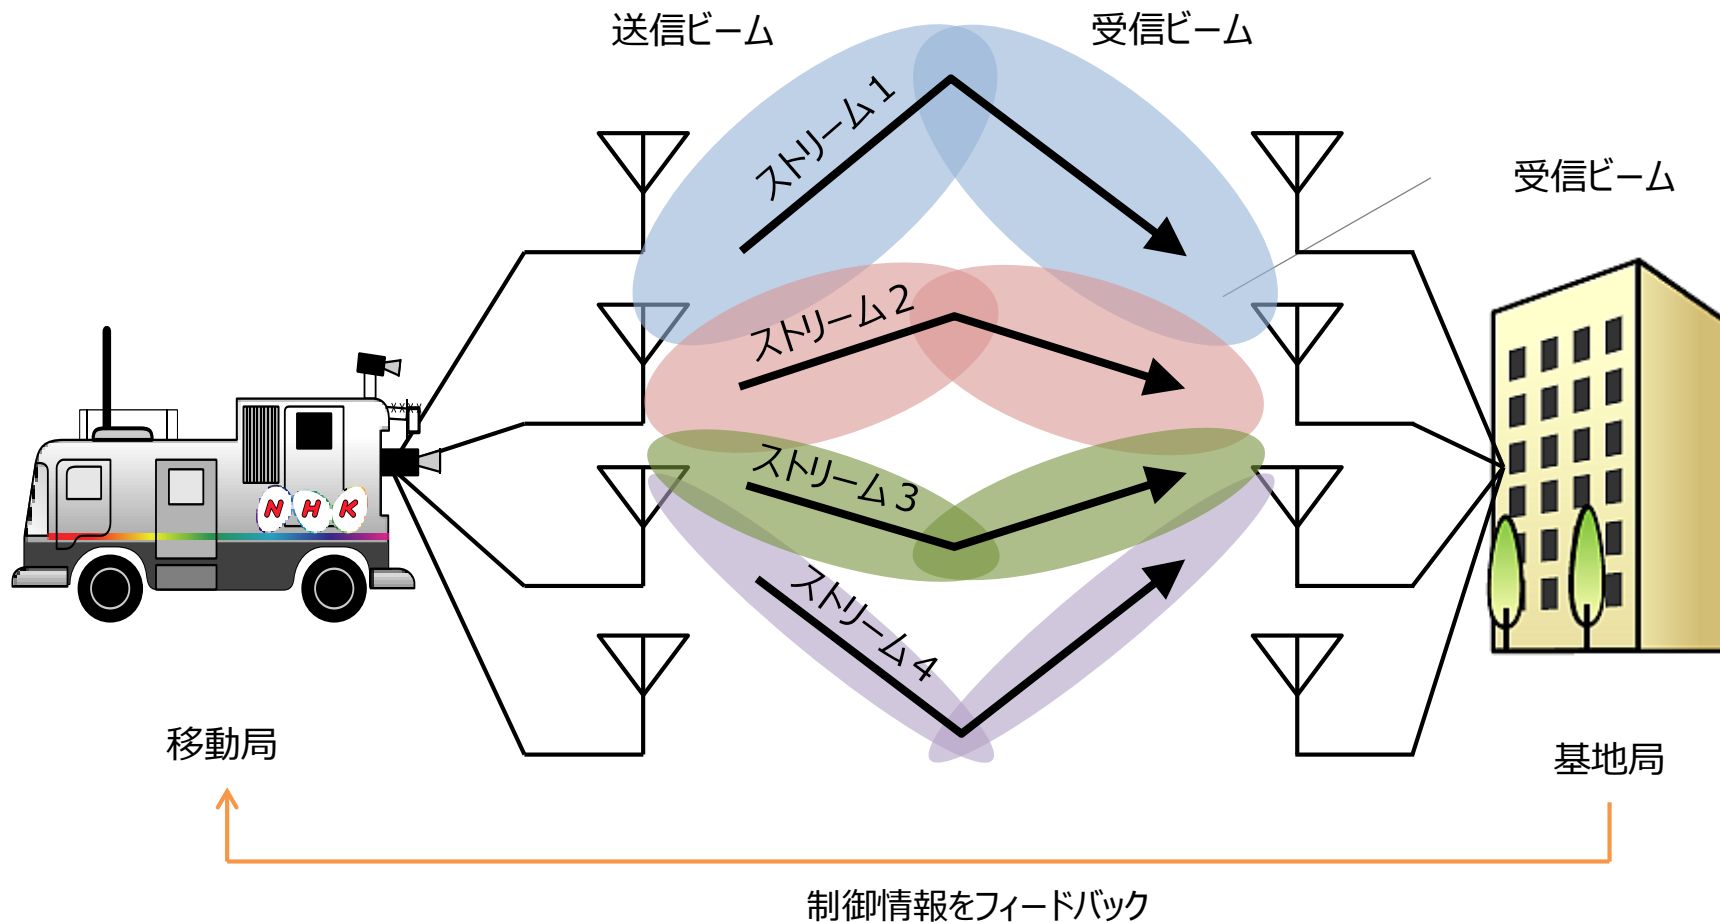 送信ビーム
受信ビーム
ストリーム１
受信ビーム
ストリーム２
ストリーム３
NHK
ストリーム４
移動局
基地局
制御情報をフィードバック